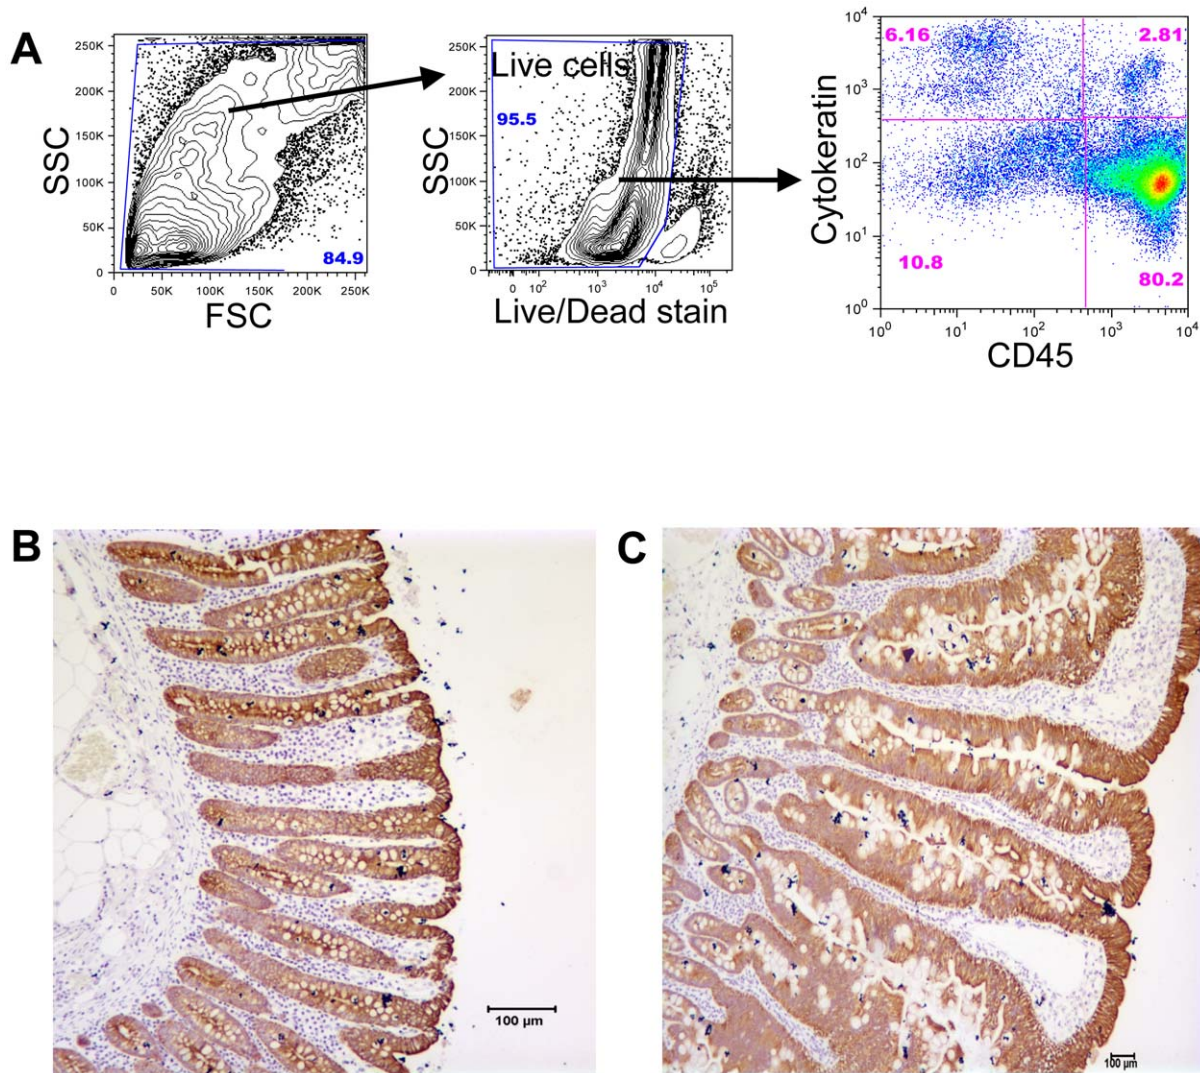 A
SSC
250K
200K
150K
100K
50K
0
84.9
0
50K
100K
150K
200K
250K
FSC
SSC
250K
200K
150K
100K
50K
0
Live cells
95.5
0
10²
10³
10⁴
10⁵
Live/Dead stain
Cytokeratin
10⁴
10³
10²
10¹
10⁰
6.16
2.81
10.8
80.2
10⁰
10¹
10²
10³
10⁴
CD45
B
100 µm
C
100 µm